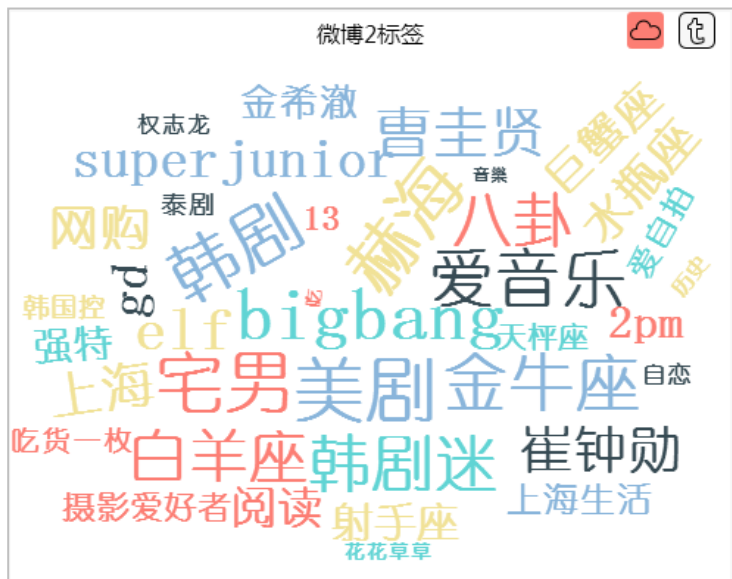 微博2标签
t
金希澈
权志龙
曹圭贤
巨蟹座
super junior
音樂
水瓶座
泰剧
韩剧
13
赫海
八卦
爱自拍
网购
gd
爱音乐
历史
韩国控
吃
elf
bigbang
2pm
强特
天枰座
上海
宅男
美剧
金牛座
自恋
吃货一枚
白羊座
韩剧迷
崔钟勋
摄影爱好者
阅读
射手座
上海生活
花花草草